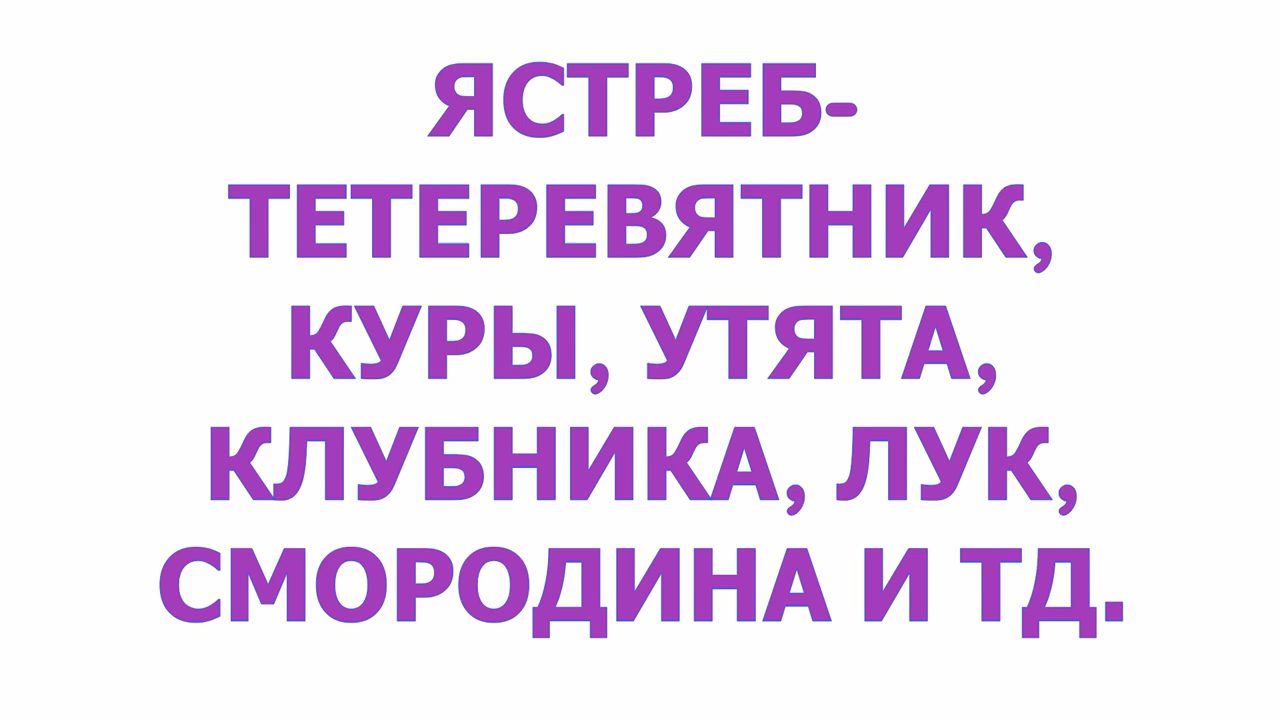 ЯСТРЕБ-
ТЕТЕРЕВЯТНИК,
КУРЫ, УТЯТА,
КЛУБНИКА, ЛУК,
СМОРОДИНА И ТД.